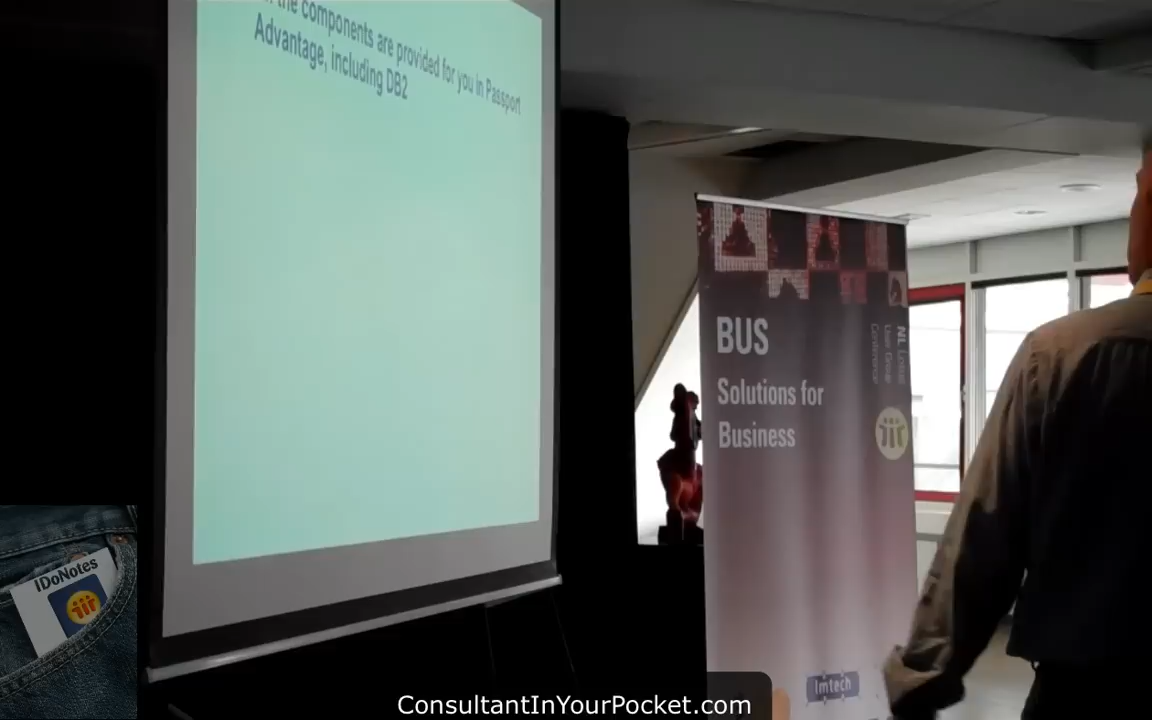 the components are provided for you in Passport
Advantage, including DB2
BUS
Solutions for
Business
NL Lotus
User Group
Conference
IDoNotes
Imtech
ConsultantInYourPocket.com